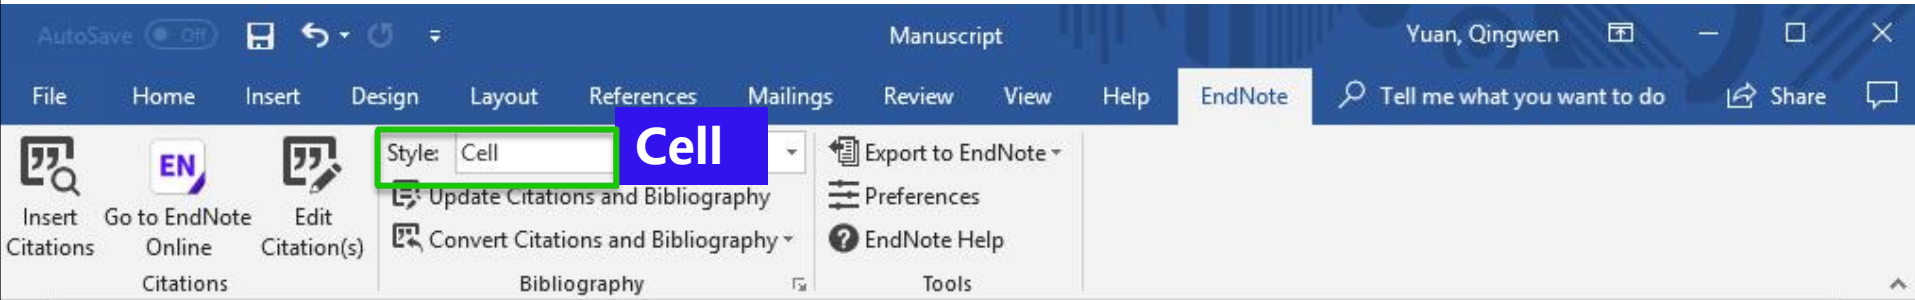 AutoSave Off Manuscript Yuan, Qingwen
File Home Insert Design Layout References Mailings Review View Help EndNote Tell me what you want to do Share
Style: Cell Cell Export to EndNote
EN Update Citations and Bibliography Preferences
Insert Go to EndNote Edit
Citations Online Citation(s) Convert Citations and Bibliography EndNote Help
Citations Bibliography Tools